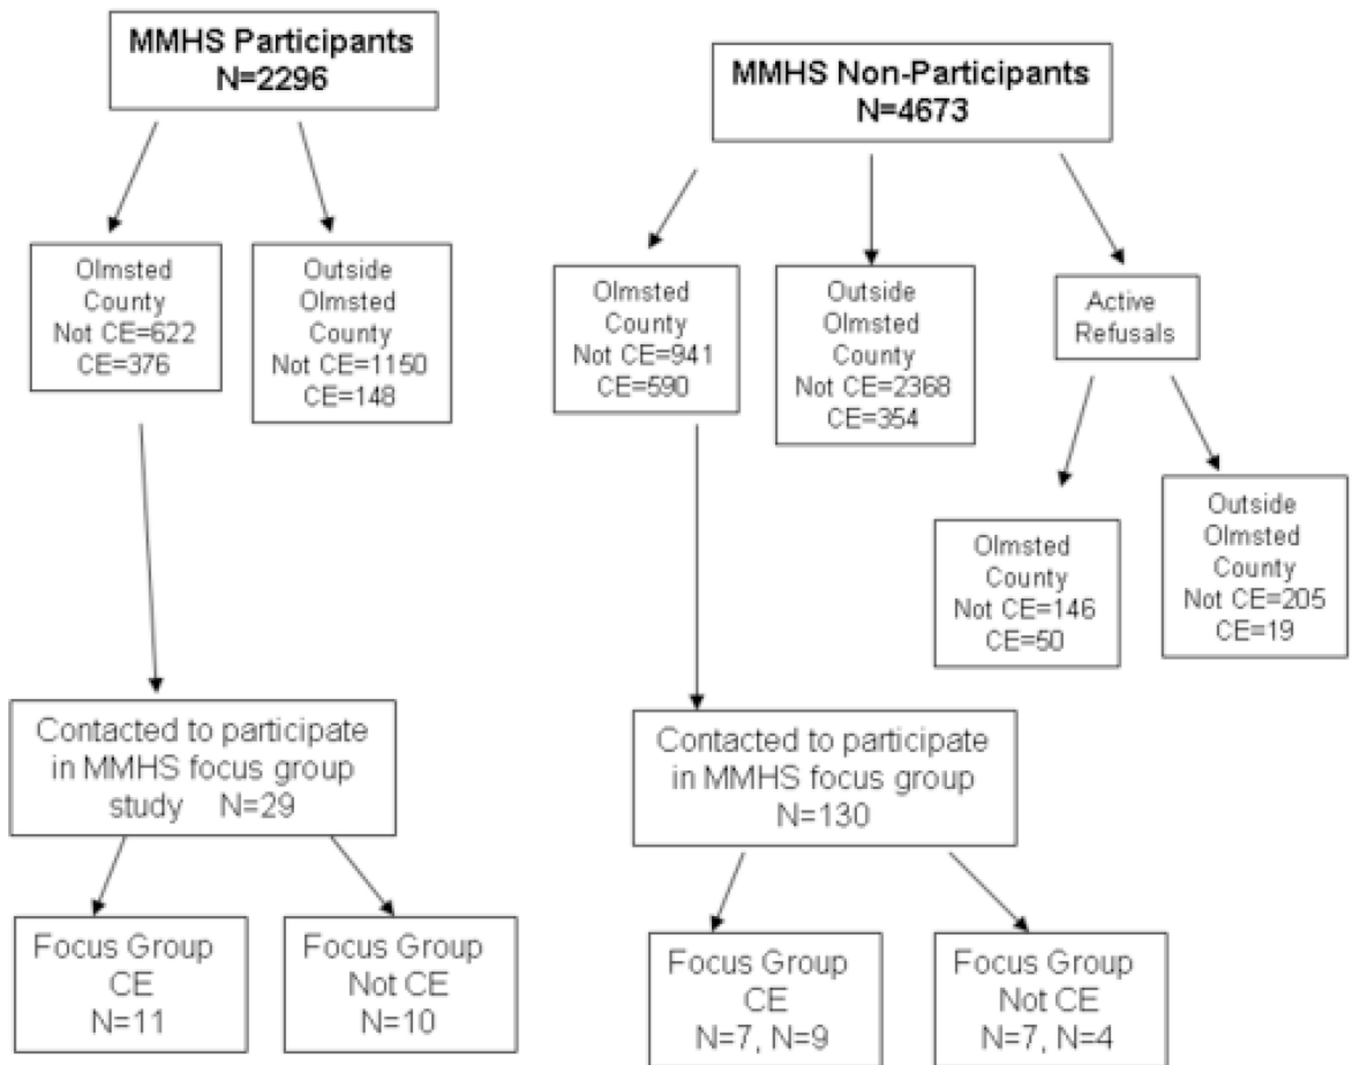 MMHS Participants
N=2296
MMHS Non-Participants
N=4673
Olmsted
County
Not CE=622
CE=376
Outside
Olmsted
County
Not CE=1150
CE=148
Olmsted
County
Not CE=941
CE=590
Outside
Olmsted
County
Not CE=2368
CE=354
Active
Refusals
Olmsted
County
Not CE=146
CE=50
Outside
Olmsted
County
Not CE=205
CE=19
Contacted to participate
in MMHS focus group
study N=29
Contacted to participate
in MMHS focus group
N=130
Focus Group
CE
N=11
Focus Group
Not CE
N=10
Focus Group
CE
N=7, N=9
Focus Group
Not CE
N=7, N=4